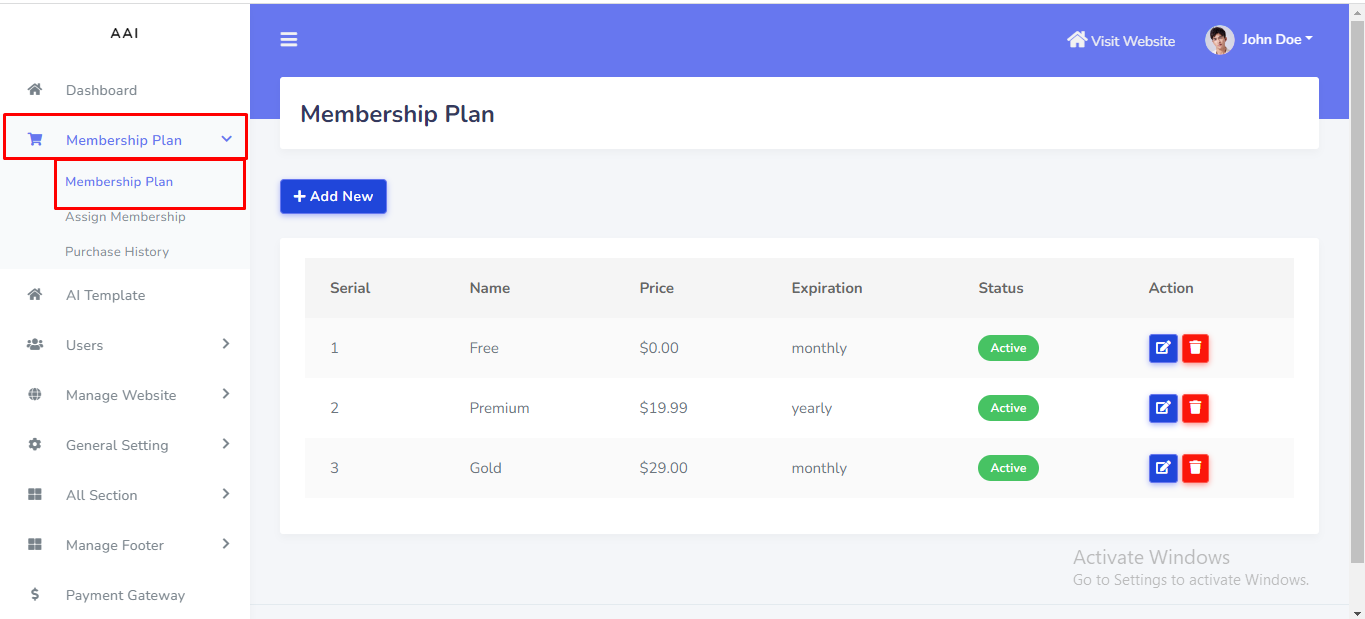 AAI
Visit Website
John Doe
Dashboard
Membership Plan
Membership Plan
Assign Membership
Purchase History
AI Template
Users
Manage Website
General Setting
All Section
Manage Footer
Payment Gateway
Membership Plan
Add New
Serial Name Price Expiration Status Action
1 Free $0.00 monthly Active
2 Premium $19.99 yearly Active
3 Gold $29.00 monthly Active
Activate Windows
Go to Settings to activate Windows.